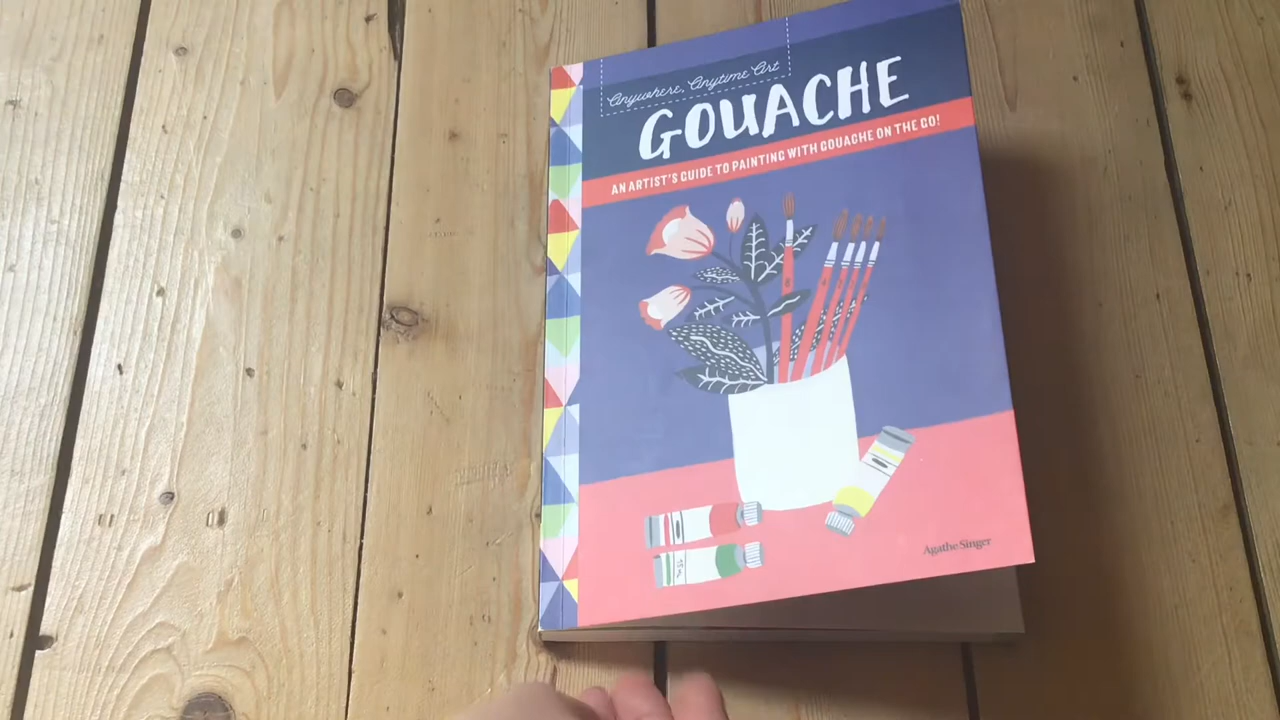 Anywhere, Anytime Art
GOUACHE
AN ARTIST'S GUIDE TO PAINTING WITH GOUACHE ON THE GO!
Agathe Singer